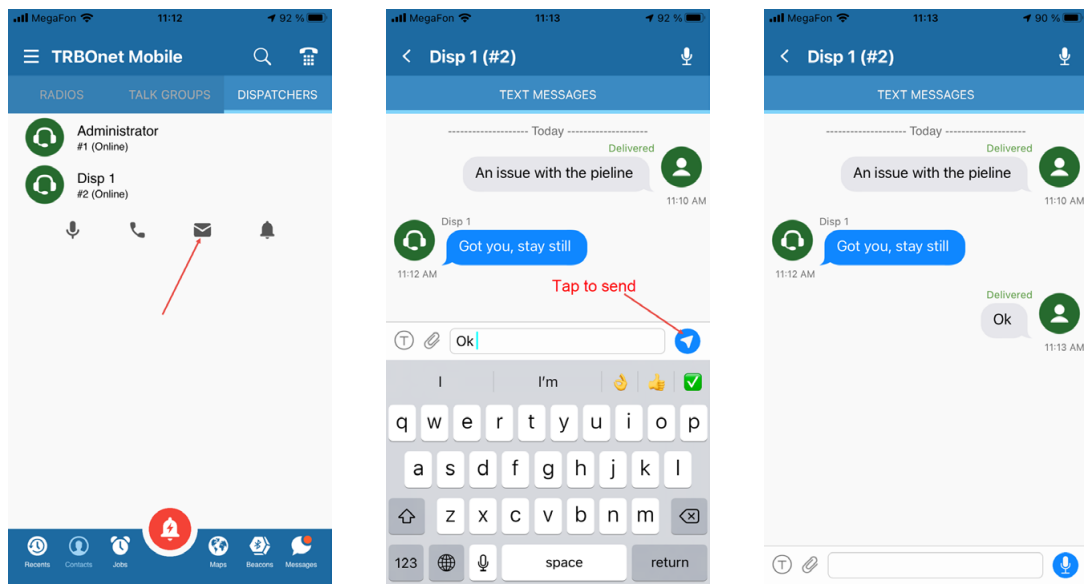 MegaFon 11:12 92 %
TRBOnet Mobile
RADIOS TALK GROUPS DISPATCHERS
Administrator
#1 (Online)
Disp 1
#2 (Online)
Recents Contacts Jobs Maps Beacons Messages
MegaFon 11:13 92 %
Disp 1 (#2)
TEXT MESSAGES
Today
Delivered
An issue with the pieline
11:10 AM
Disp 1
Got you, stay still
11:12 AM
Tap to send
T Ok
I I'm
q w e r t y u i o p
a s d f g h j k l
z x c v b n m
123 space return
MegaFon 11:13 90 %
Disp 1 (#2)
TEXT MESSAGES
Today
Delivered
An issue with the pieline
11:10 AM
Disp 1
Got you, stay still
11:12 AM
Delivered
Ok
11:13 AM
T